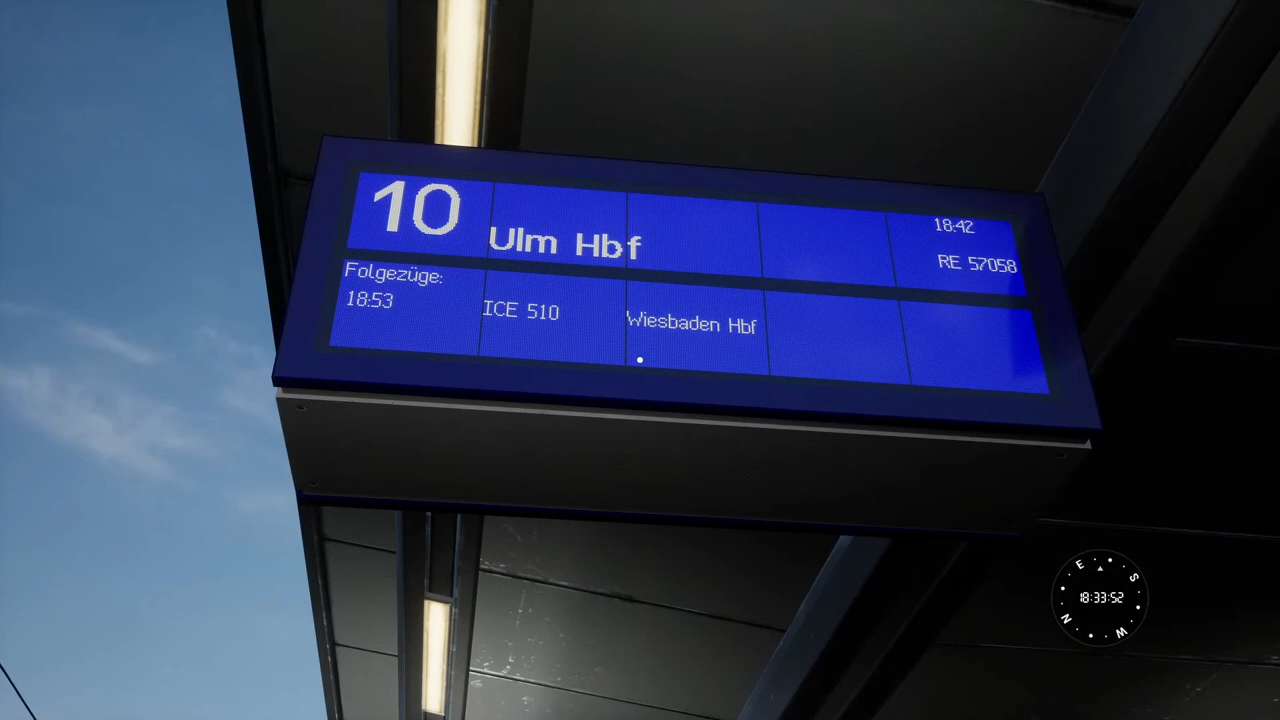 10
Ulm Hbf
18:42
RE 57058
Folgezüge:
18:53 ICE 510 Wiesbaden Hbf
E
S
18:33:52
N
W